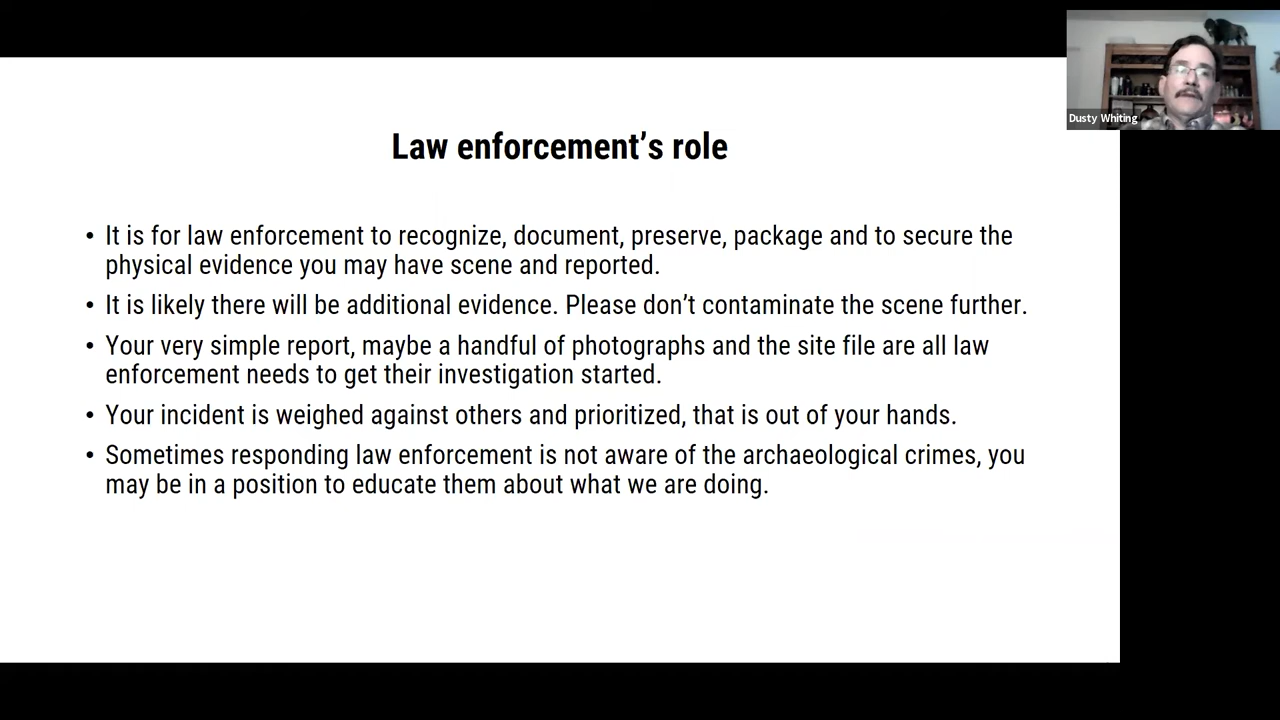 Dusty Whiting
Law enforcement’s role
• It is for law enforcement to recognize, document, preserve, package and to secure the
physical evidence you may have scene and reported.
• It is likely there will be additional evidence. Please don’t contaminate the scene further.
• Your very simple report, maybe a handful of photographs and the site file are all law
enforcement needs to get their investigation started.
• Your incident is weighed against others and prioritized, that is out of your hands.
• Sometimes responding law enforcement is not aware of the archaeological crimes, you
may be in a position to educate them about what we are doing.